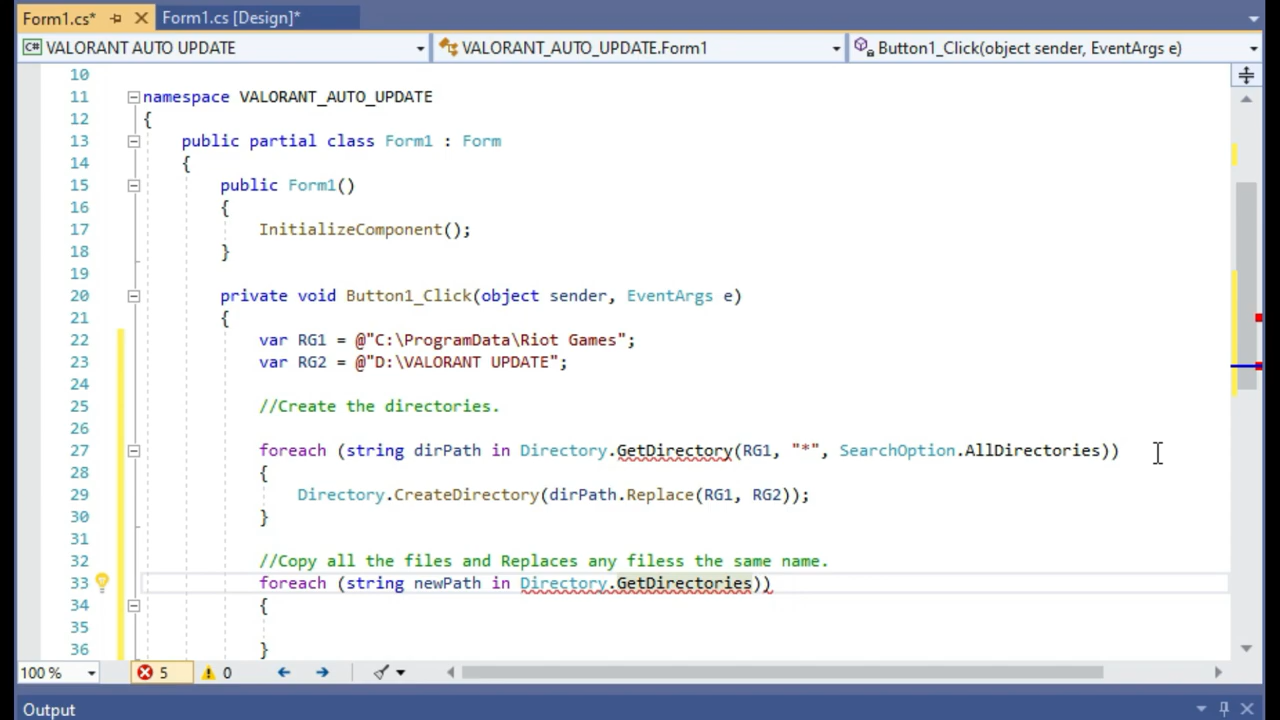 Form1.cs* Form1.cs [Design]*
C# VALORANT AUTO UPDATE VALORANT_AUTO_UPDATE.Form1 Button1_Click(object sender, EventArgs e)
10
11 namespace VALORANT_AUTO_UPDATE
12 {
13 public partial class Form1 : Form
14 {
15 public Form1()
16 {
17 InitializeComponent();
18 }
19
20 private void Button1_Click(object sender, EventArgs e)
21 {
22 var RG1 = @"C:\ProgramData\Riot Games";
23 var RG2 = @"D:\VALORANT UPDATE";
24
25 //Create the directories.
26
27 foreach (string dirPath in Directory.GetDirectory(RG1, "*", SearchOption.AllDirectories))
28 {
29 Directory.CreateDirectory(dirPath.Replace(RG1, RG2));
30 }
31
32 //Copy all the files and Replaces any filess the same name.
33 foreach (string newPath in Directory.GetDirectories))
34 {
35
36 }
100 % 5 0
Output